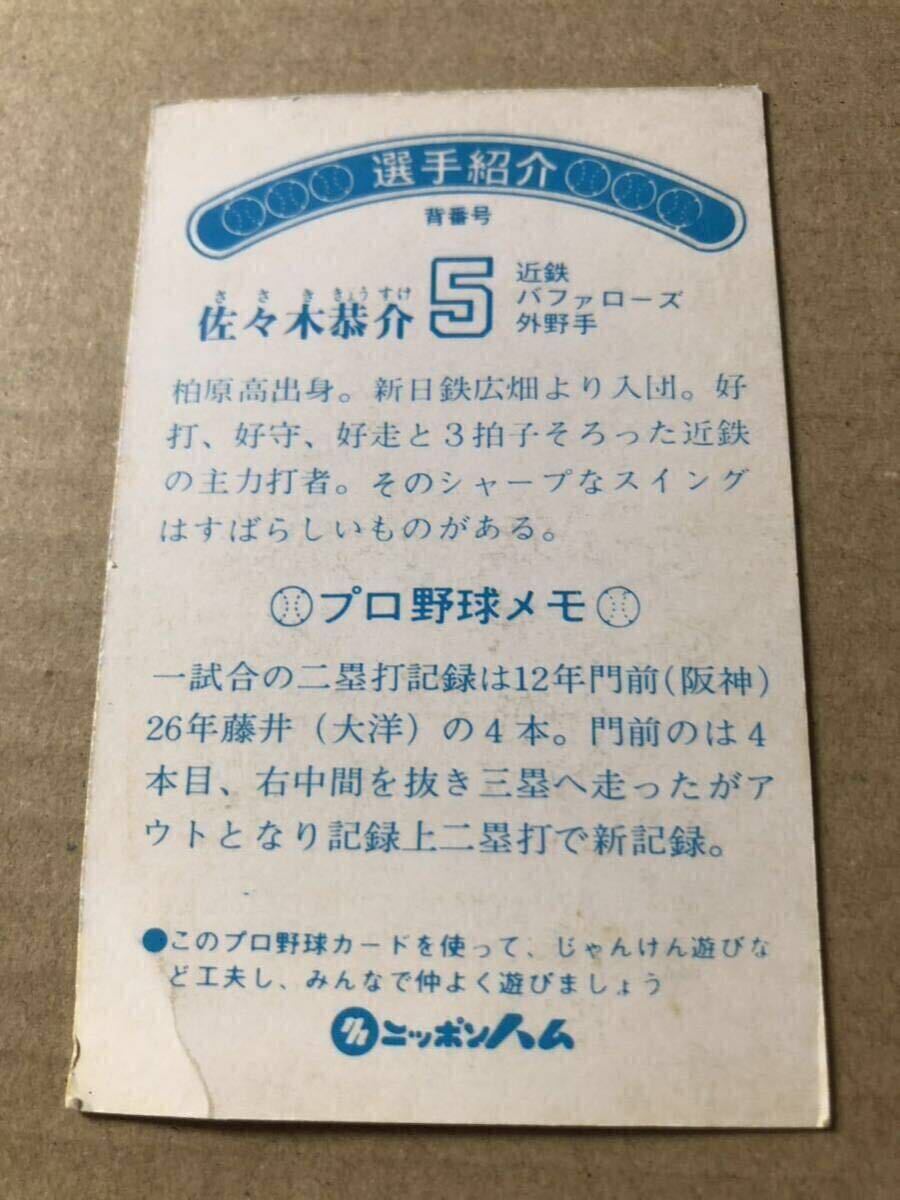 選手紹介
背番号
ささききょうすけ
佐々木恭介
5
近鉄
バファローズ
外野手
柏原高出身。新日鉄広畑より入団。好
打、好守、好走と3拍子そろった近鉄
の主力打者。そのシャープなスイング
はすばらしいものがある。
プロ野球メモ
一試合の二塁打記録は12年門前(阪神)
26年藤井(大洋)の4本。門前のは4
本目、右中間を抜き三塁へ走ったがア
ウトとなり記録上二塁打で新記録。
●このプロ野球カードを使って、じゃんけん遊びな
ど工夫し、みんなで仲よく遊びましょう
ニッポンハム